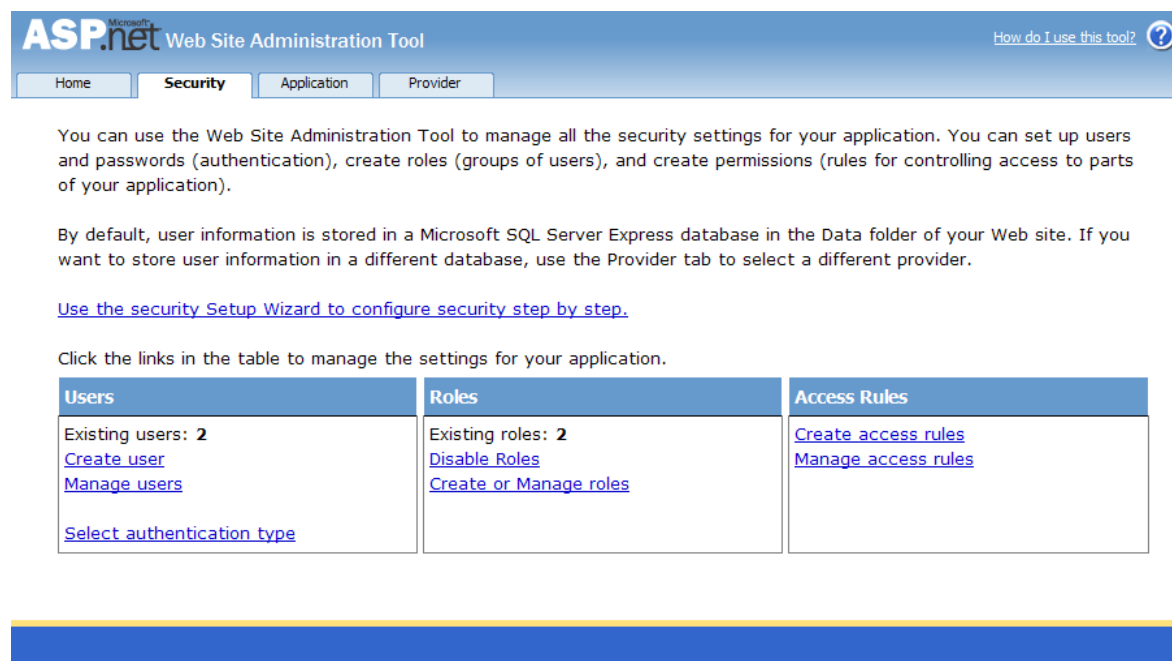 Microsoft
ASP.net Web Site Administration Tool
How do I use this tool? ?
Home Security Application Provider
You can use the Web Site Administration Tool to manage all the security settings for your application. You can set up users
and passwords (authentication), create roles (groups of users), and create permissions (rules for controlling access to parts
of your application).
By default, user information is stored in a Microsoft SQL Server Express database in the Data folder of your Web site. If you
want to store user information in a different database, use the Provider tab to select a different provider.
Use the security Setup Wizard to configure security step by step.
Click the links in the table to manage the settings for your application.
Users
Existing users: 2
Create user
Manage users
Select authentication type
Roles
Existing roles: 2
Disable Roles
Create or Manage roles
Access Rules
Create access rules
Manage access rules